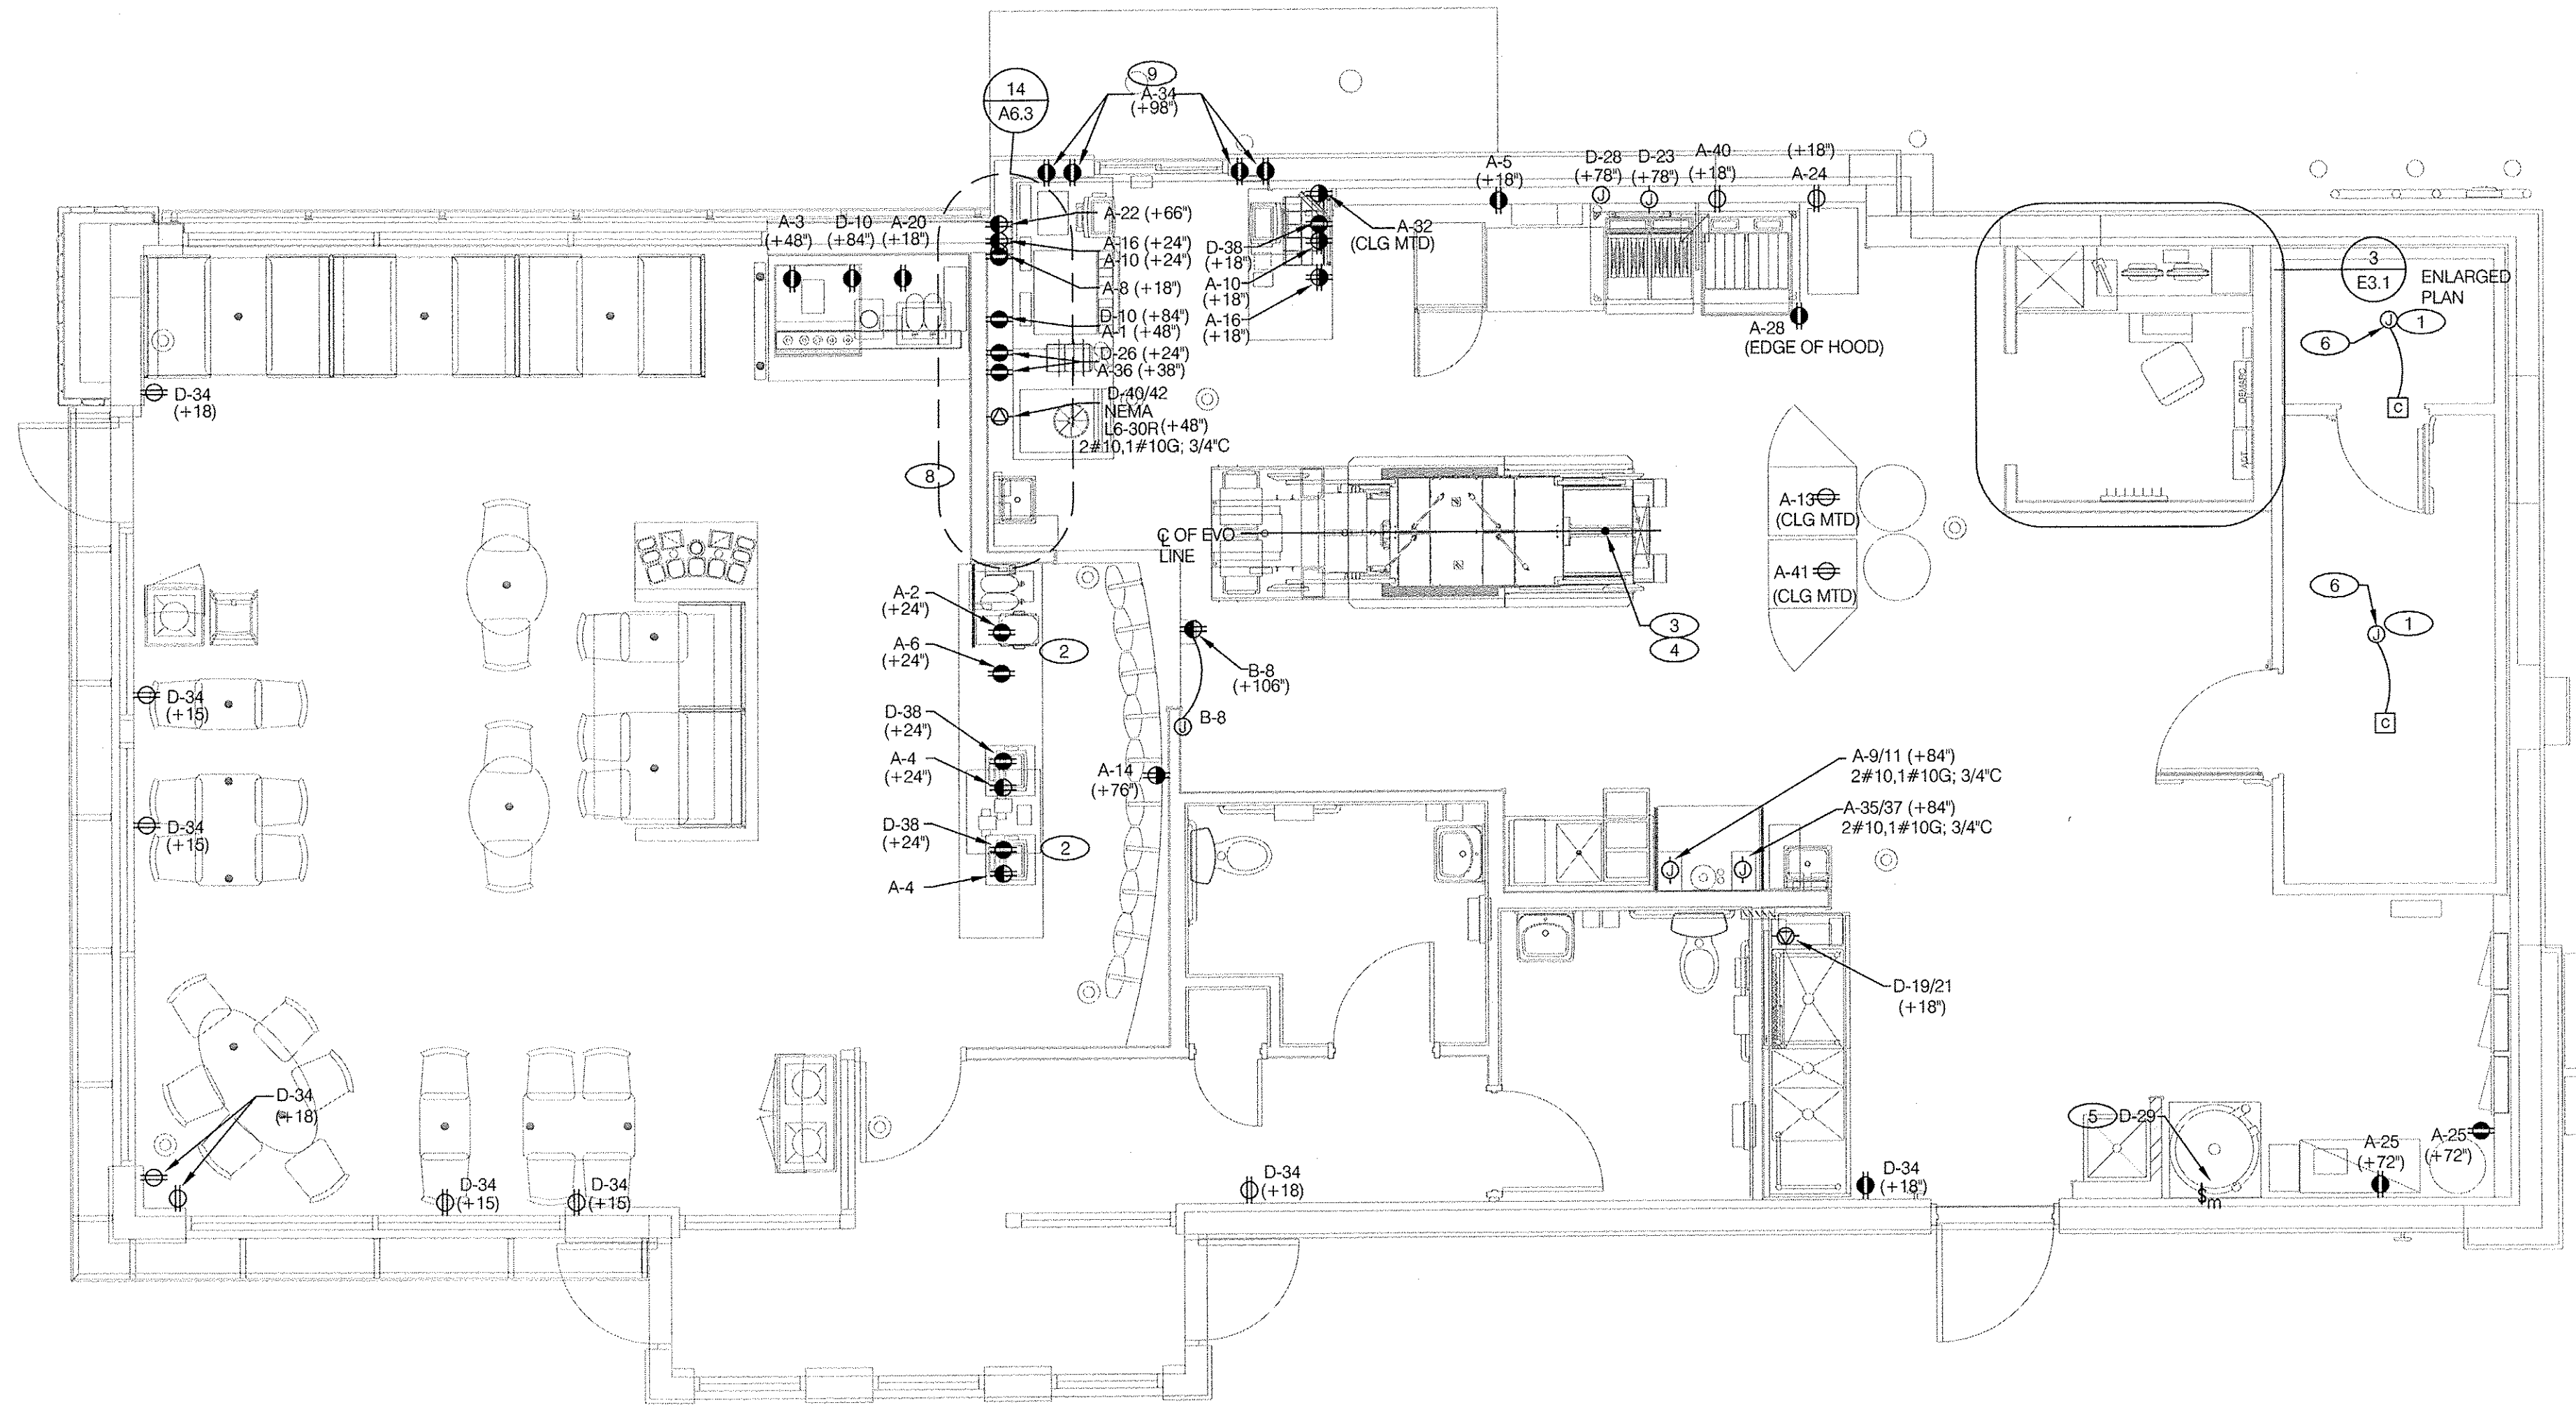 14
A6.3
9
A-34
(+98")
A-3
(+48")
D-10
(+84")
A-20
(+18")
A-22 (+66")
A-16 (+24")
A-10 (+24")
A-8 (+18")
D-10 (+84")
A-1 (+48")
D-26 (+24")
A-36 (+38")
D-40/42
NEMA
L6-30R (+48")
2#10,1#10G; 3/4"C
8
A-32
(CLG MTD)
D-38
(+18")
A-10
(+18")
A-16
(+18")
A-5
(+18")
D-28
(+78")
D-23
(+78")
A-40
(+18")
(+18")
A-24
J
J
A-28
(EDGE OF HOOD)
3
E3.1
ENLARGED
PLAN
J
1
6
C
DEMARC
ADT
D-34
(+18)
℄ OF EVO
LINE
A-13
(CLG MTD)
A-41
(CLG MTD)
3
4
6
1
J
C
A-2
(+24")
2
A-6
(+24")
B-8
(+106")
B-8
J
D-34
(+15)
D-38
(+24")
A-4
(+24")
A-14
(+76")
D-34
(+15)
D-38
(+24")
2
A-4
A-9/11 (+84")
2#10,1#10G; 3/4"C
A-35/37 (+84")
2#10,1#10G; 3/4"C
J
J
D-19/21
(+18")
D-34
(+18)
D-34
(+15)
D-34
(+15)
D-34
(+18)
D-34
(+18")
5
D-29
$m
A-25
(+72")
A-25
(+72")